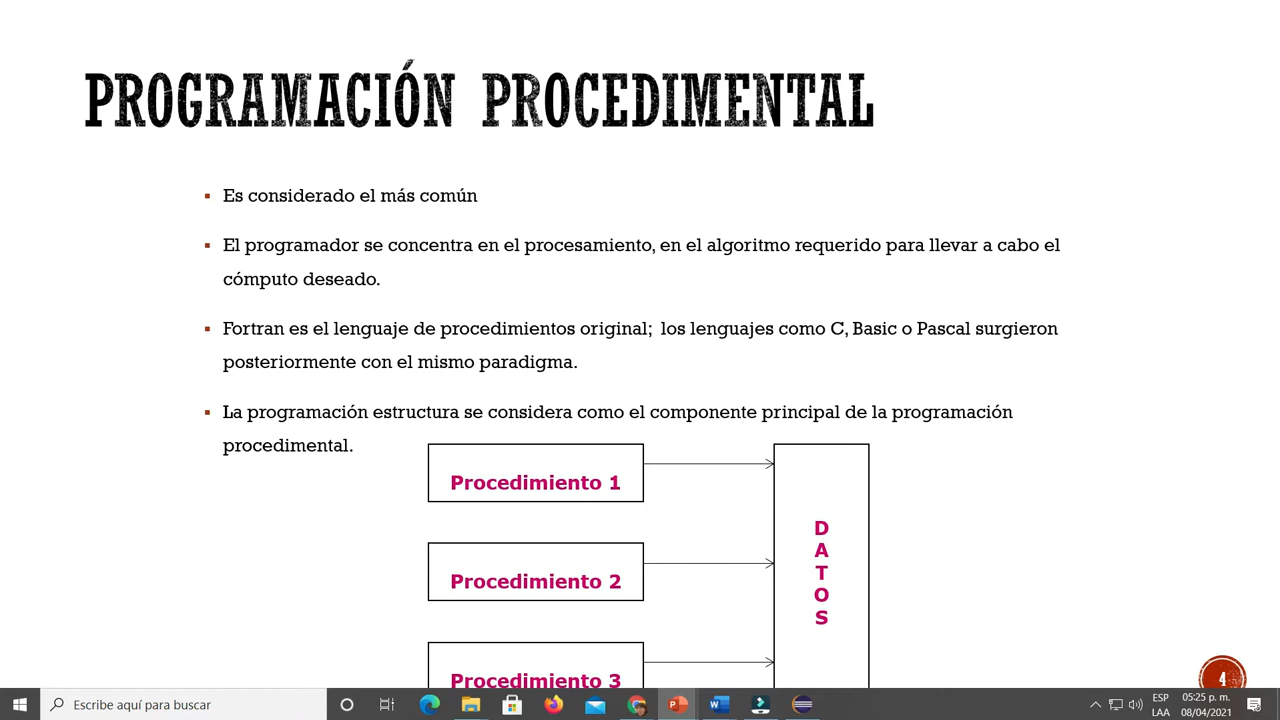 PROGRAMACIÓN PROCEDIMENTAL
Es considerado el más común
El programador se concentra en el procesamiento, en el algoritmo requerido para llevar a cabo el
cómputo deseado.
Fortran es el lenguaje de procedimientos original; los lenguajes como C, Basic o Pascal surgieron
posteriormente con el mismo paradigma.
La programación estructura se considera como el componente principal de la programación
procedimental.
Procedimiento 1
Procedimiento 2
Procedimiento 3
D
A
T
O
S
4
Escribe aquí para buscar
ESP
LAA
05:25 p. m.
08/04/2021